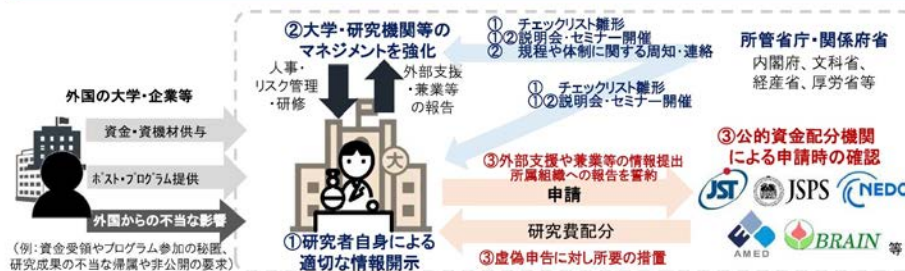 ②大学・研究機関等の
マネジメントを強化
人事・
リスク管理
・研修
外部支援
・兼業等
の報告
① チェックリスト雛形
①②説明会・セミナー開催
② 規程や体制に関する周知・連絡
所管省庁・関係府省
内閣府、文科省、
経産省、厚労省等
① チェックリスト雛形
①②説明会・セミナー開催
外国の大学・企業等
資金・資機材供与
ポスト・プログラム提供
外国からの不当な影響
（例：資金受領やプログラム参加の秘匿、
研究成果の不当な帰属や非公開の要求）
大
①研究者自身による
適切な情報開示
③外部支援や兼業等の情報提出
所属組織への報告を誓約
申請
研究費配分
③虚偽申告に対し所要の措置
③公的資金配分機関
による申請時の確認
JST
JSPS
NEDO
AMED
BRAIN
等